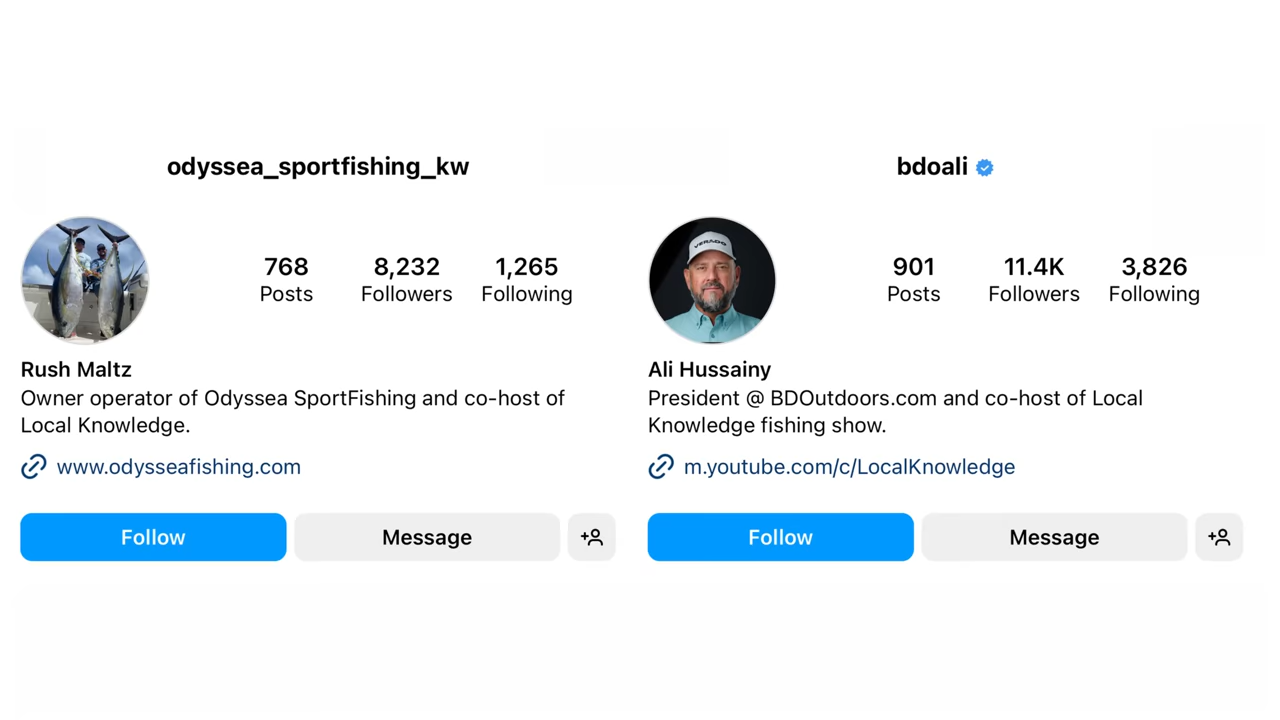 odyssea_sportfishing_kw
768 8,232 1,265
Posts Followers Following
Rush Maltz
Owner operator of Odyssea SportFishing and co-host of
Local Knowledge.
www.odysseafishing.com
Follow Message
bdoali
VERADO
901 11.4K 3,826
Posts Followers Following
Ali Hussainy
President @ BDOutdoors.com and co-host of Local
Knowledge fishing show.
m.youtube.com/c/LocalKnowledge
Follow Message